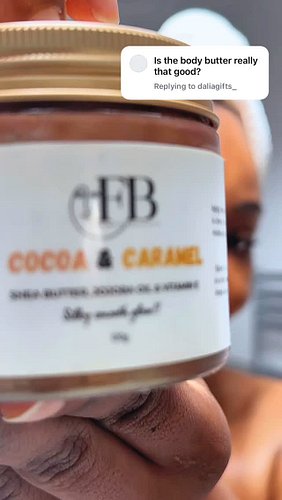 Is the body butter really
that good?
Replying to daliagifts_
FB
COCOA & CARAMEL
SHEA BUTTER, JOJOBA OIL & VITAMIN E
Silky smooth glow!